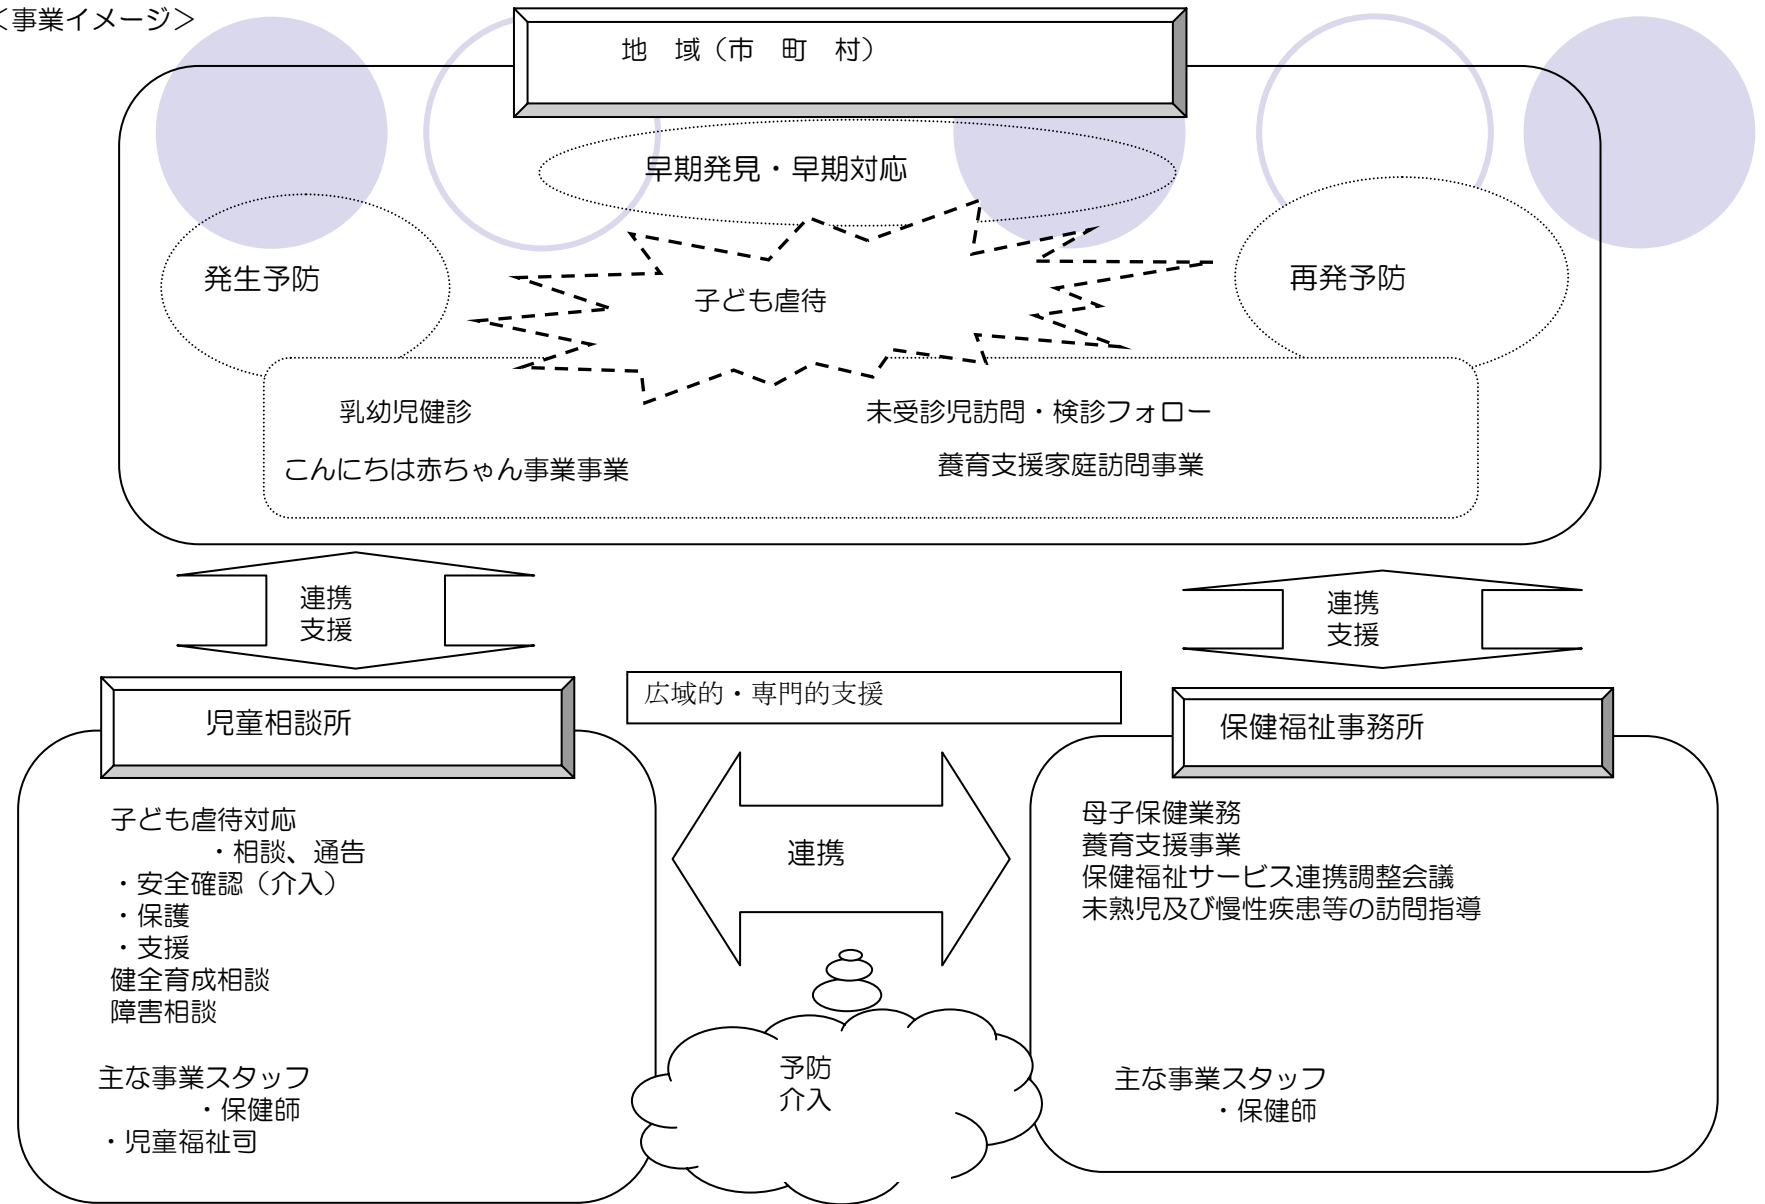 ＜事業イメージ＞
地　域（市　町　村）
早期発見・早期対応
発生予防
子ども虐待
再発予防
乳幼児健診
未受診児訪問・検診フォロー
こんにちは赤ちゃん事業事業
養育支援家庭訪問事業
連携
支援
連携
支援
広域的・専門的支援
児童相談所
子ども虐待対応
・相談、通告
・安全確認（介入）
・保護
・支援
健全育成相談
障害相談
主な事業スタッフ
・保健師
・児童福祉司
連携
予防
介入
保健福祉事務所
母子保健業務
養育支援事業
保健福祉サービス連携調整会議
未熟児及び慢性疾患等の訪問指導
主な事業スタッフ
・保健師